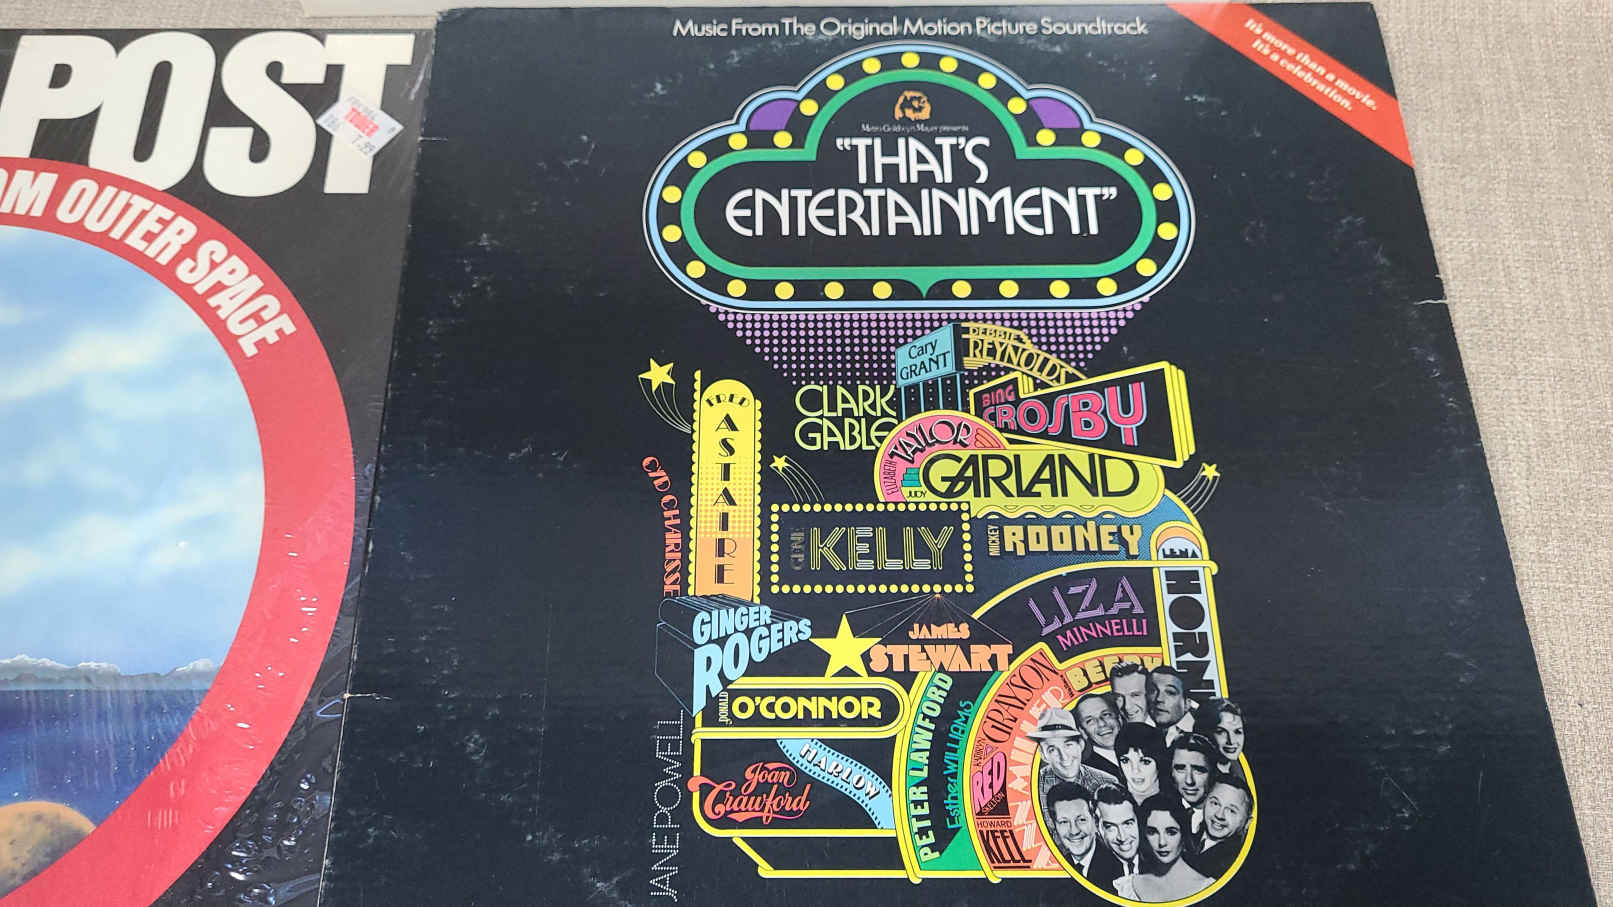 POST
TOWER
7.99
OM OUTER SPACE
Music From The Original Motion Picture Soundtrack
It's more than a movie.
It's a celebration.
Metro Goldwyn Mayer presents
"THAT'S
ENTERTAINMENT"
Cary
GRANT
DEBBIE
REYNOLDS
CLARK
GABLE
BING
CROSBY
FRED
ASTAIRE
ELIZABETH
TAYLOR
JUDY
GARLAND
CYD CHARISSE
GENE
KELLY
MICKEY
ROONEY
LENA
HORNE
LIZA
MINNELLI
GINGER
ROGERS
JAMES
STEWART
DONALD
O'CONNOR
JANE POWELL
HARLOW
Joan
Crawford
PETER LAWFORD
Esther WILLIAMS
KATHRYN
GRAYSON
RED
SKELTON
HOWARD
KEEL